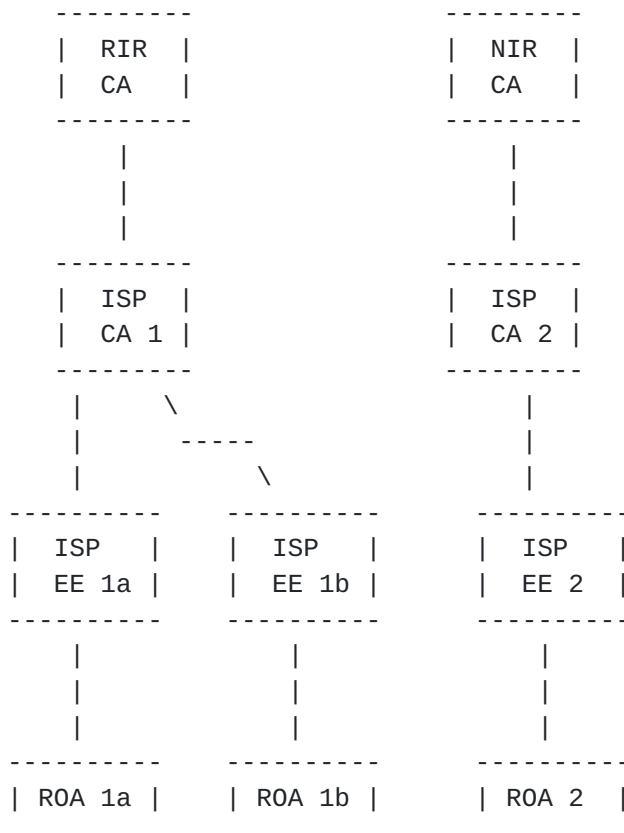 RIR NIR
CA CA
ISP ISP
CA 1 CA 2
ISP ISP ISP
EE 1a EE 1b EE 2
ROA 1a ROA 1b ROA 2